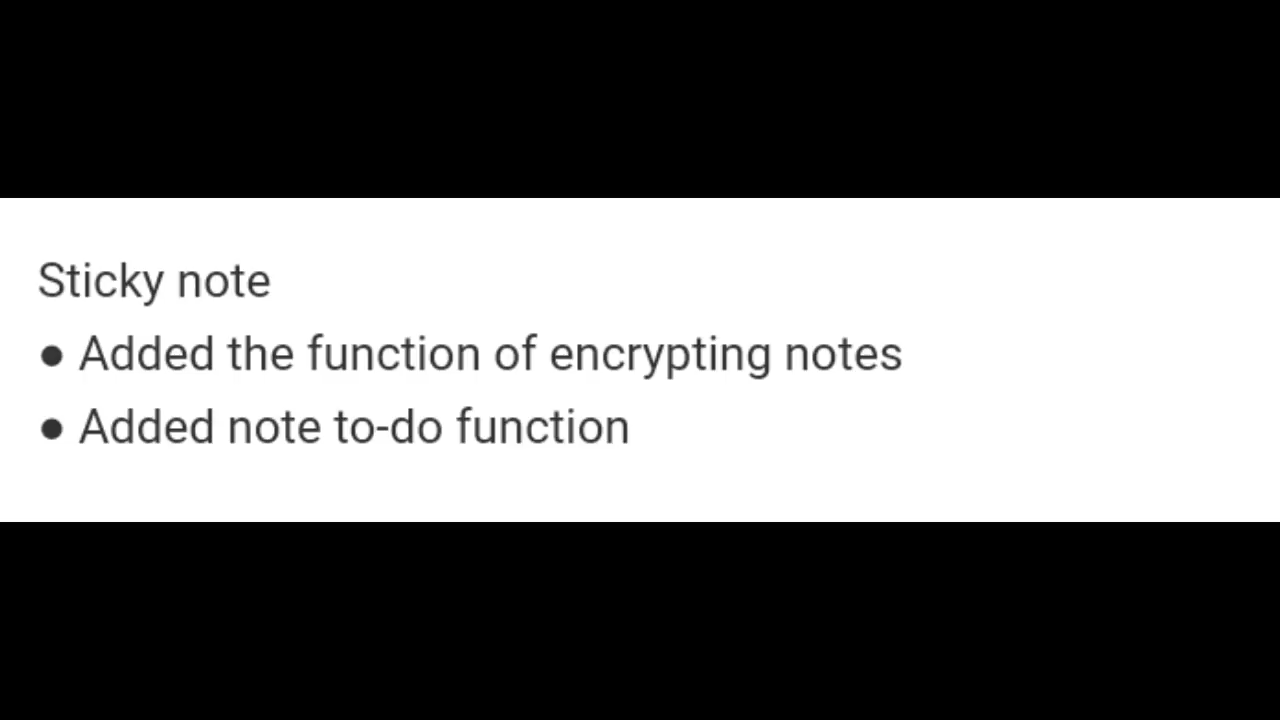 Sticky note
● Added the function of encrypting notes
● Added note to-do function